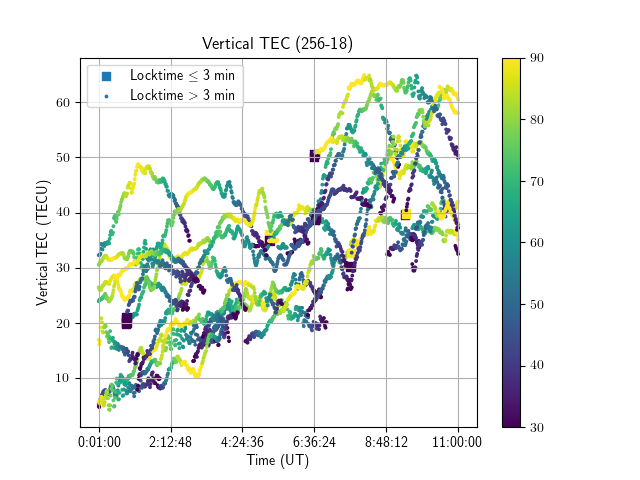 Vertical TEC (256-18)
Locktime ≤ 3 min
Locktime > 3 min
Vertical TEC (TECU)
60
50
40
30
20
10
0:01:00 2:12:48 4:24:36 6:36:24 8:48:12 11:00:00
Time (UT)
90
80
70
60
50
40
30